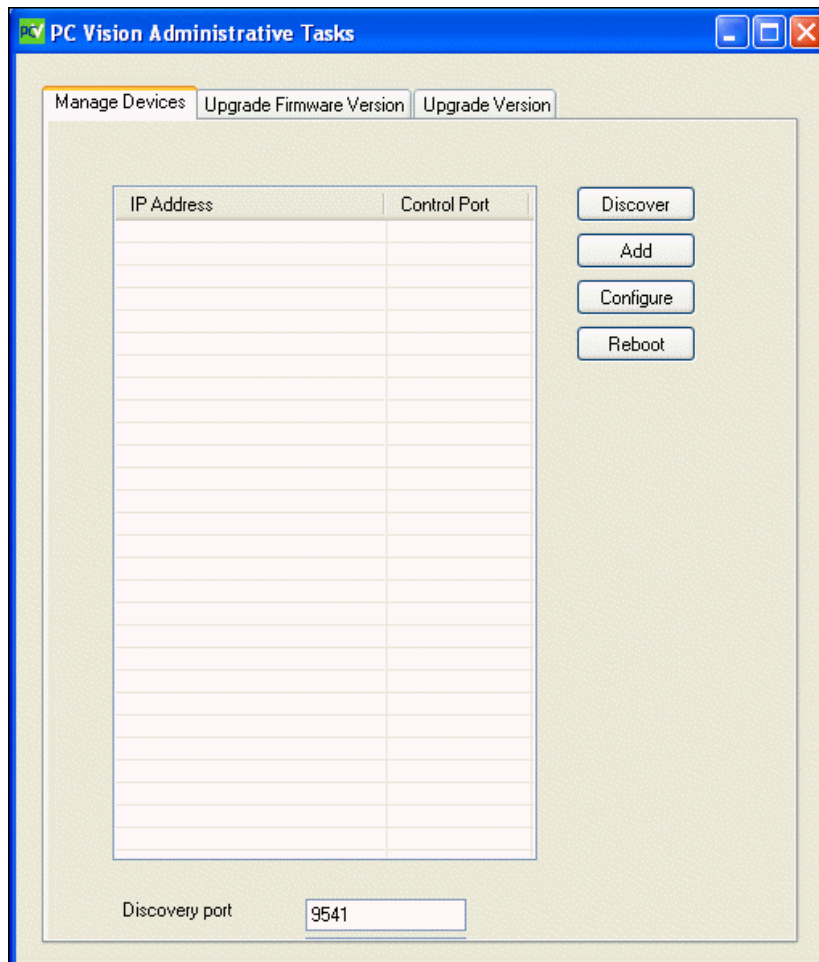 PCV PC Vision Administrative Tasks
Manage Devices Upgrade Firmware Version Upgrade Version
IP Address Control Port
Discover
Add
Configure
Reboot
Discovery port 9541